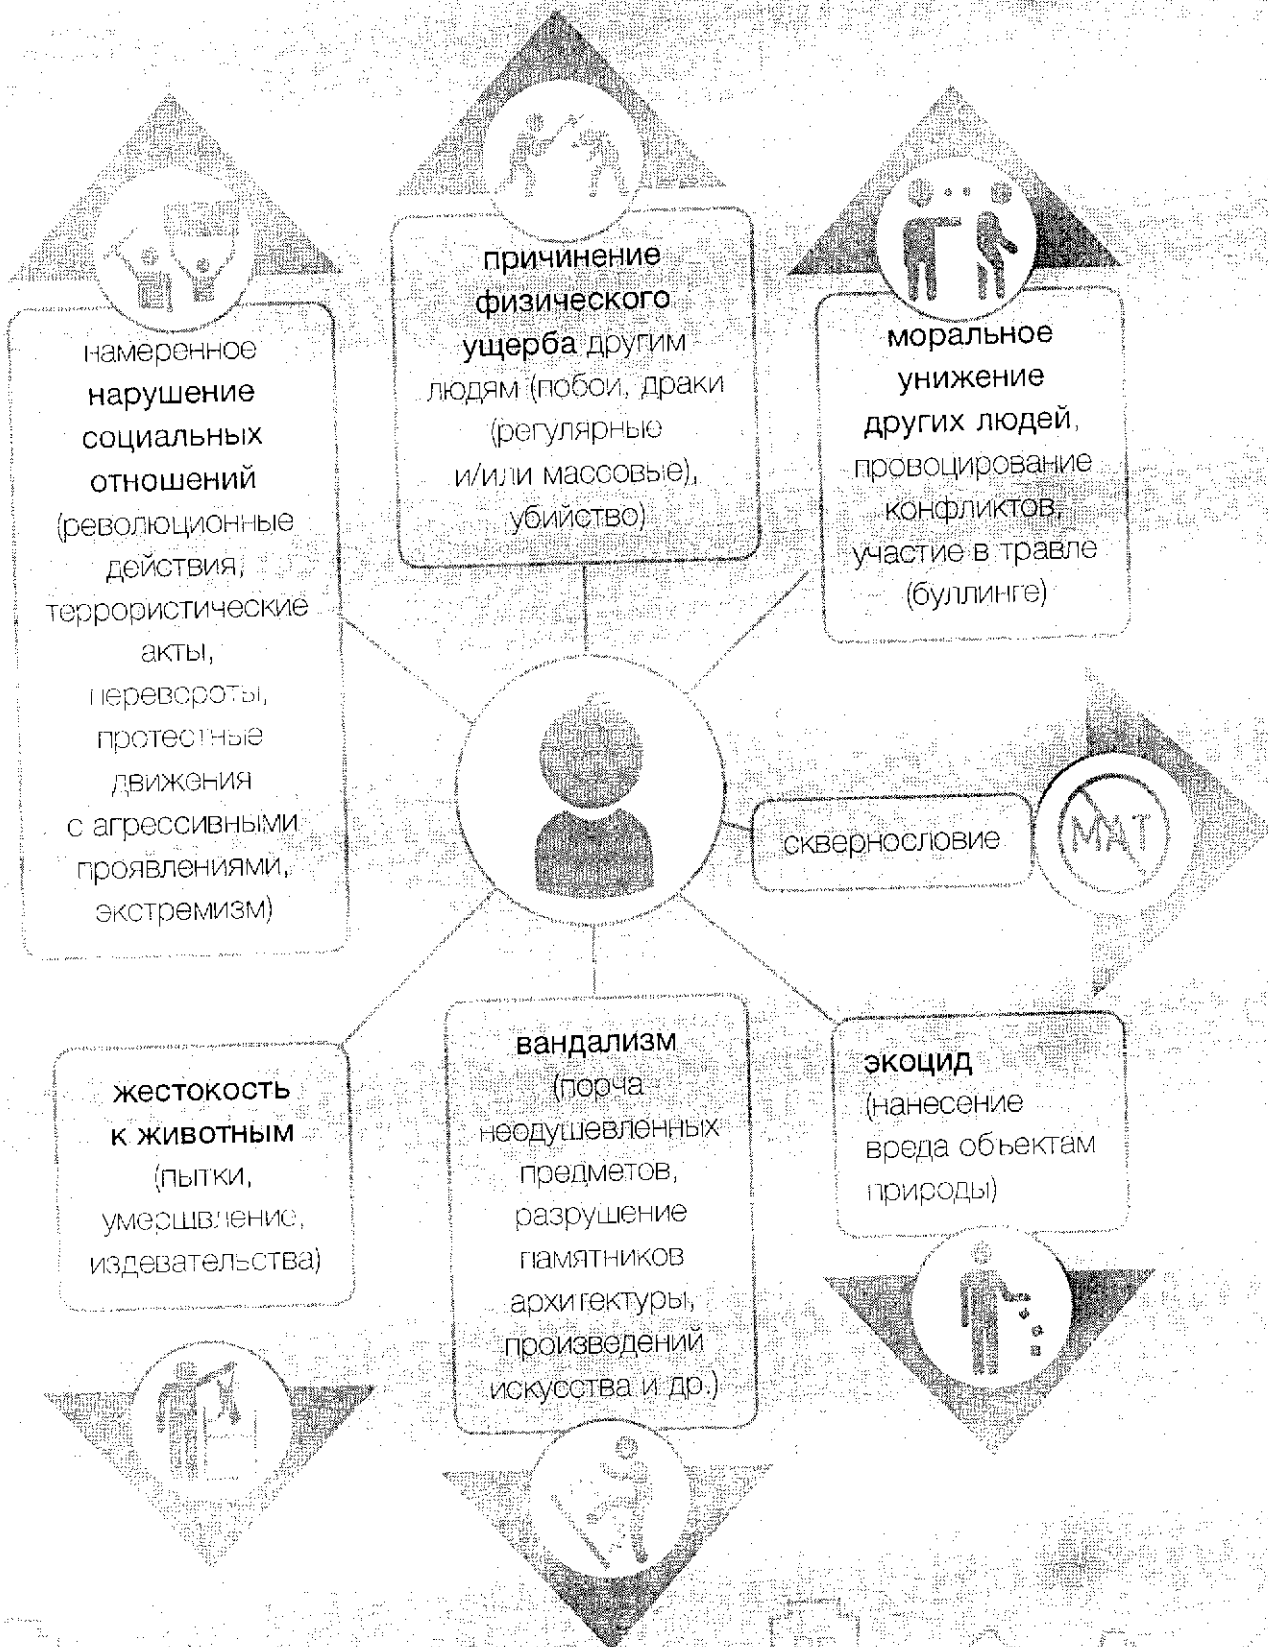 намеренное
нарушение
социальных
отношений
(революционные
действия,
террористические
акты,
перевороты,
протестные
движения
с агрессивными
проявлениями,
экстремизм)
причинение
физического
ущерба другим
людям (побои, драки
(регулярные
и/или массовые),
убийство)
моральное
унижение
других людей,
провоцирование
конфликтов,
участие в травле
(буллинге)
сквернословие
МАТ
жестокость
к животным
(пытки,
умерщвление,
издевательства)
вандализм
(порча
неодушевленных
предметов,
разрушение
памятников
архитектуры,
произведений
искусства и др.)
экоцид
(нанесение
вреда объектам
природы)